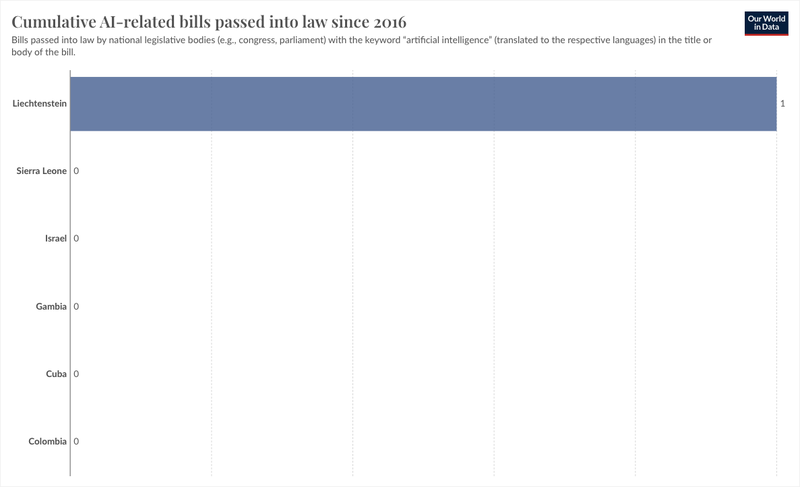 Cumulative AI-related bills passed into law since 2016
Our World
in Data
Bills passed into law by national legislative bodies (e.g., congress, parliament) with the keyword “artificial intelligence” (translated to the respective languages) in the title or
body of the bill.
Liechtenstein 1
Sierra Leone 0
Israel 0
Gambia 0
Cuba 0
Colombia 0